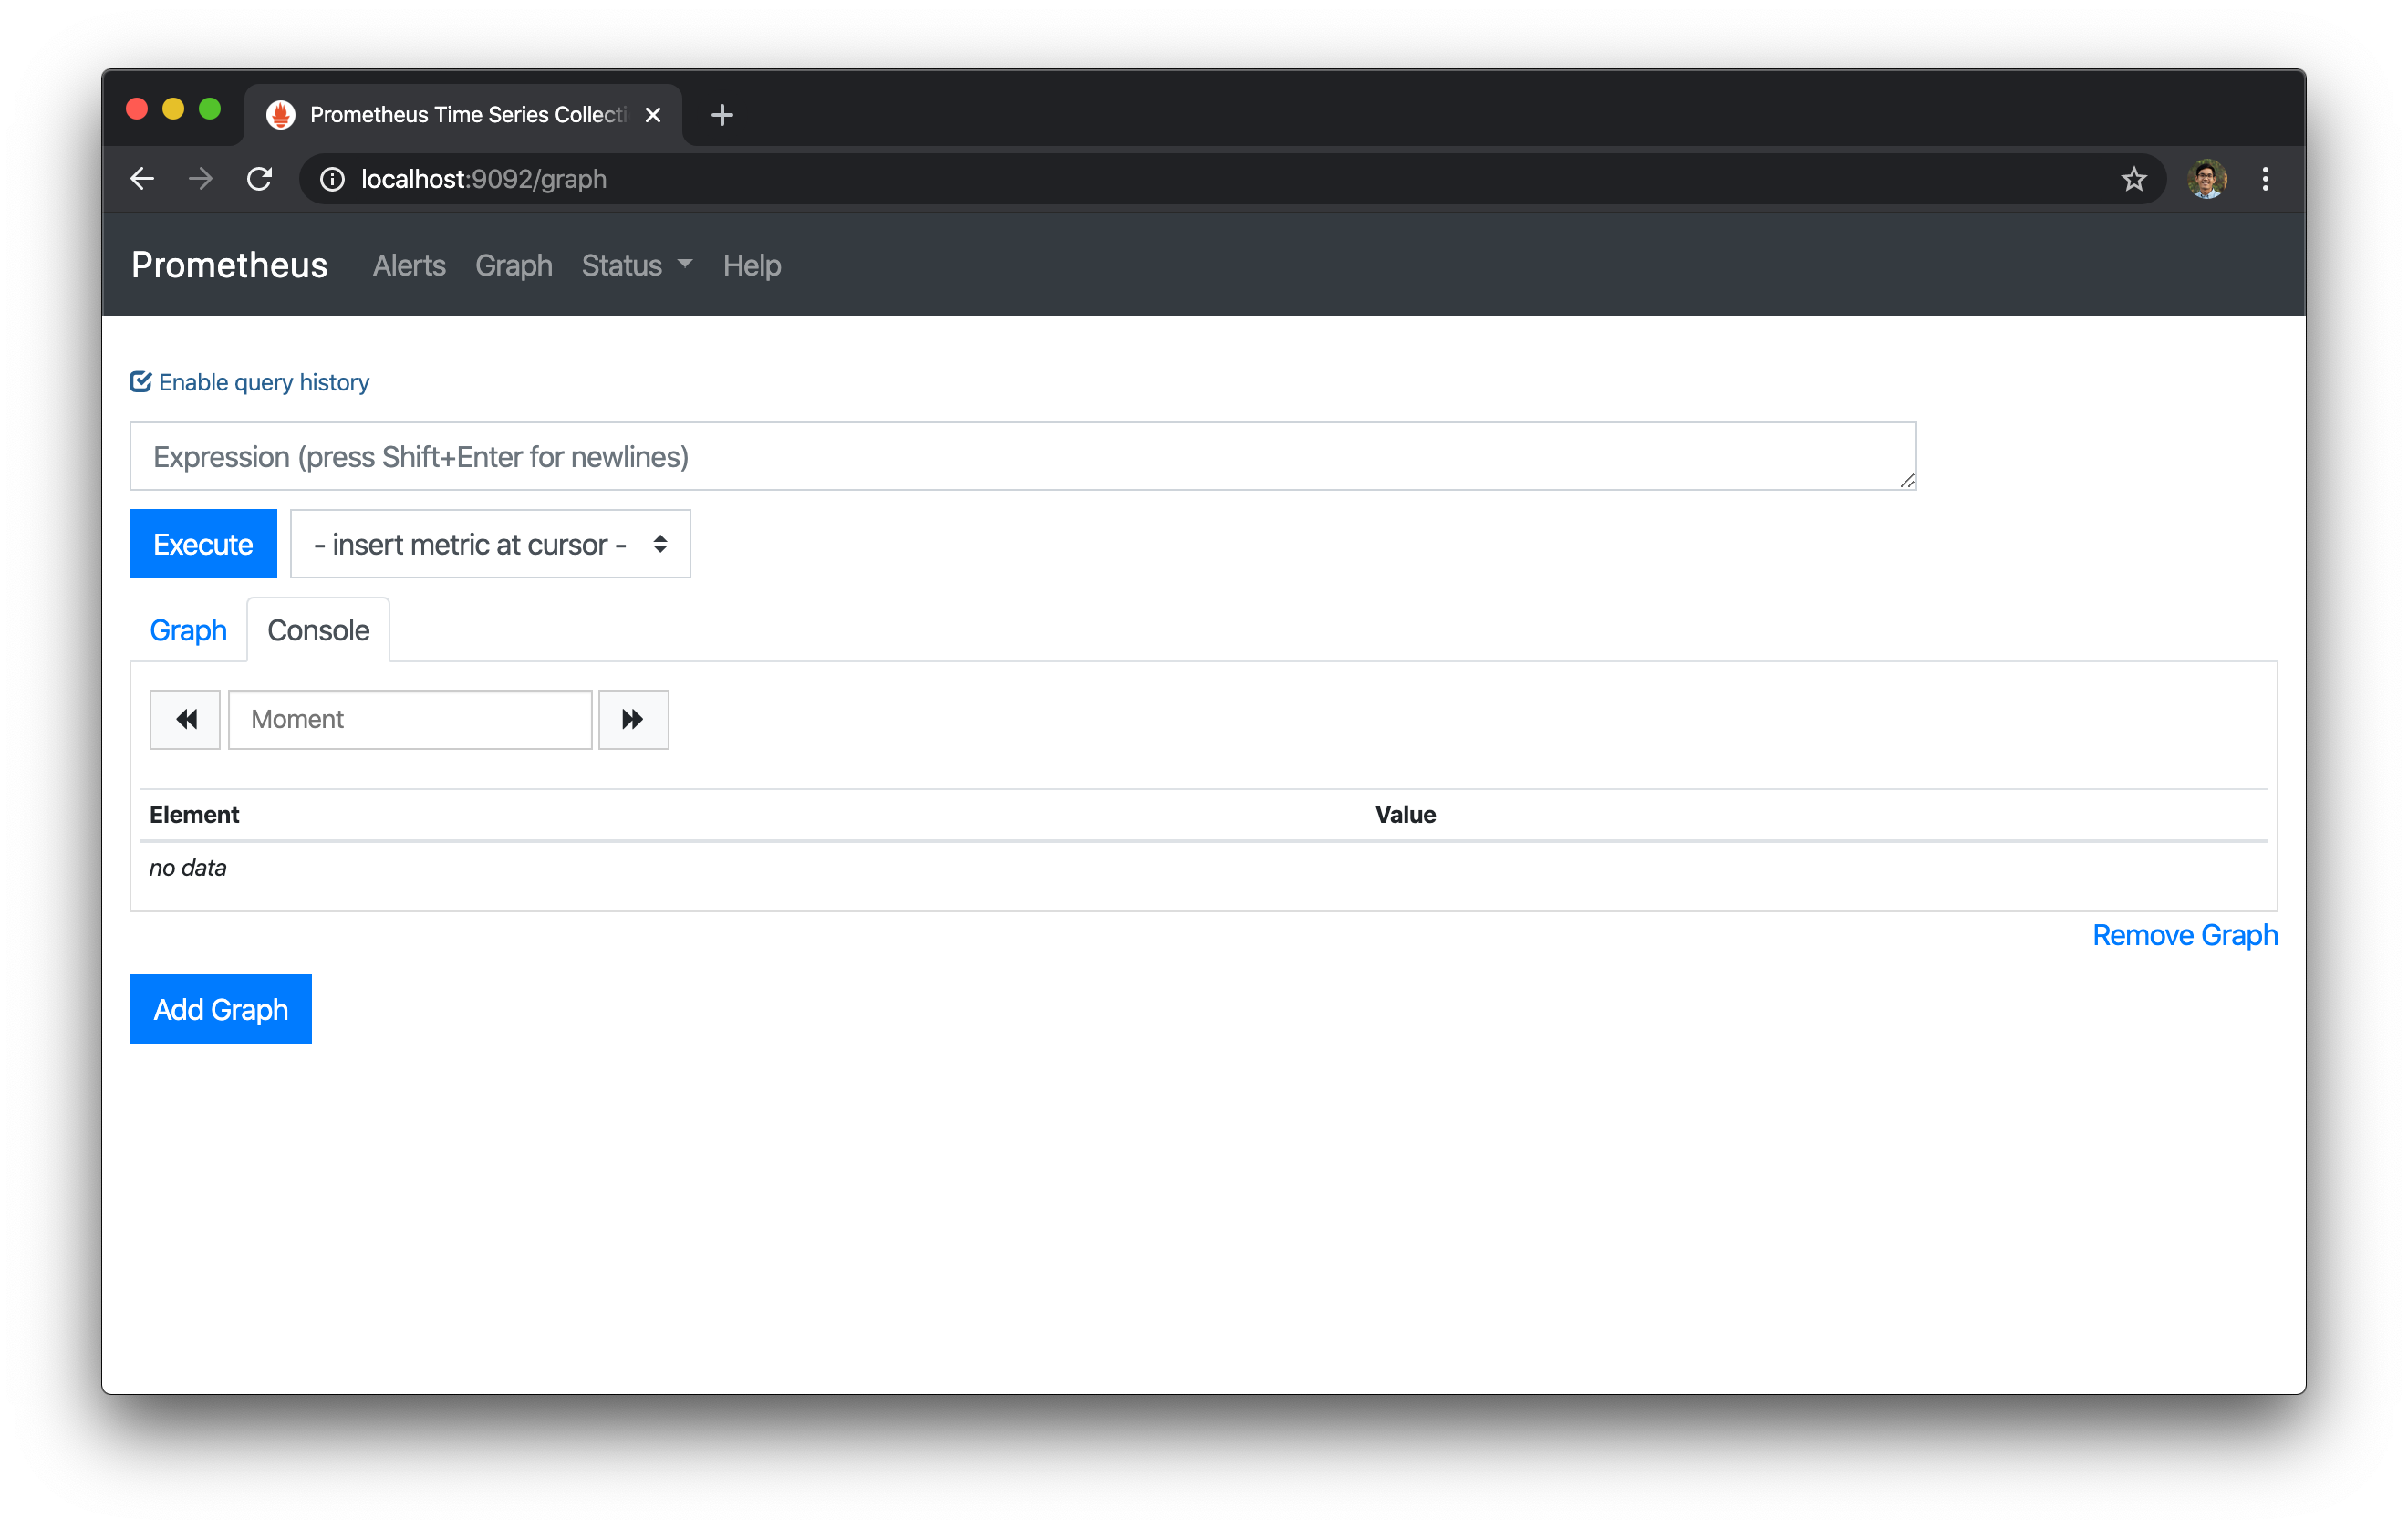 Prometheus Time Series Collecti
localhost:9092/graph
Prometheus Alerts Graph Status Help
Enable query history
Expression (press Shift+Enter for newlines)
Execute - insert metric at cursor -
Graph Console
Moment
Element Value
no data
Remove Graph
Add Graph